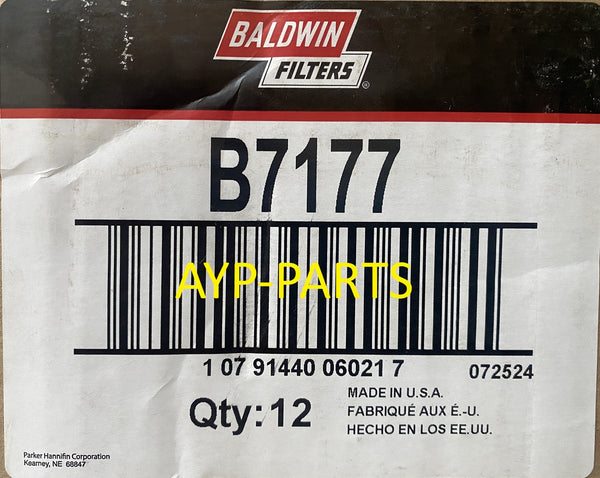 BALDWIN
FILTERS®
B7177
AYP-PARTS
1 07 91440 06021 7
072524
Qty:12
MADE IN U.S.A.
FABRIQUÉ AUX É.-U.
HECHO EN LOS EE.UU.
Parker Hannifin Corporation
Kearney, NE 68847